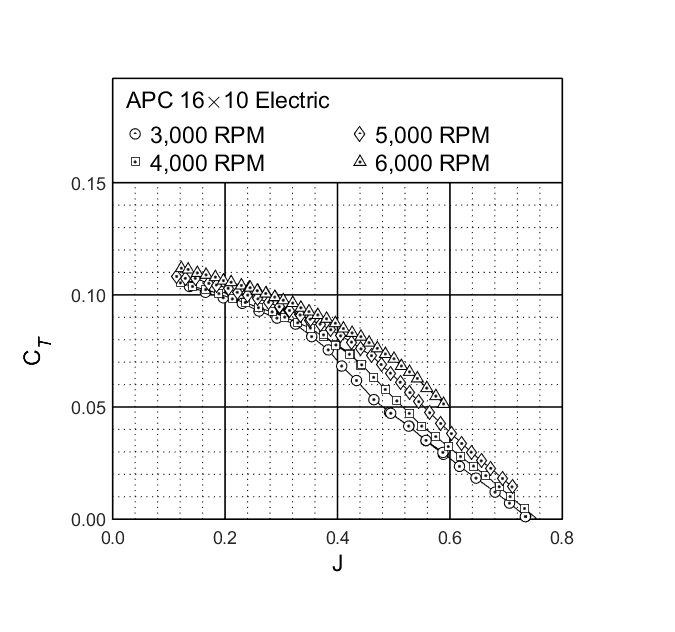 APC 16×10 Electric
3,000 RPM
5,000 RPM
4,000 RPM
6,000 RPM
0.15
0.10
C_T
0.05
0.00
0.0 0.2 0.4 0.6 0.8
J